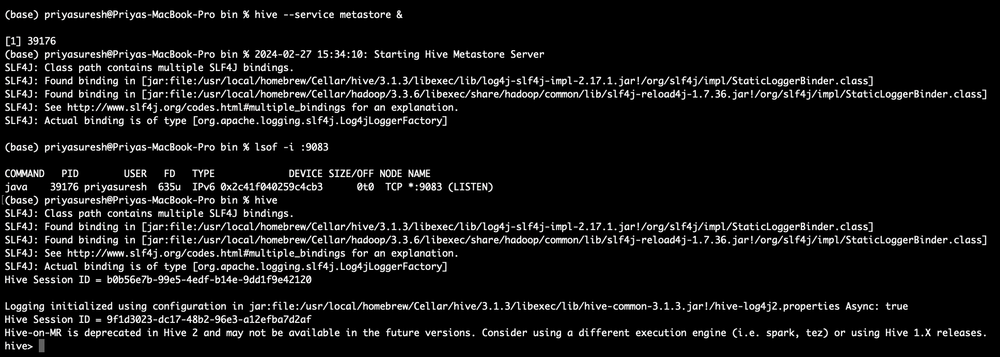 (base) priyasuresh@Priyas-MacBook-Pro bin % hive --service metastore &
[1] 39176
(base) priyasuresh@Priyas-MacBook-Pro bin % 2024-02-27 15:34:10: Starting Hive Metastore Server
SLF4J: Class path contains multiple SLF4J bindings.
SLF4J: Found binding in [jar:file:/usr/local/homebrew/Cellar/hive/3.1.3/libexec/lib/log4j-slf4j-impl-2.17.1.jar!/org/slf4j/impl/StaticLoggerBinder.class]
SLF4J: Found binding in [jar:file:/usr/local/homebrew/Cellar/hadoop/3.3.6/libexec/share/hadoop/common/lib/slf4j-reload4j-1.7.36.jar!/org/slf4j/impl/StaticLoggerBinder.class]
SLF4J: See http://www.slf4j.org/codes.html#multiple_bindings for an explanation.
SLF4J: Actual binding is of type [org.apache.logging.slf4j.Log4jLoggerFactory]
(base) priyasuresh@Priyas-MacBook-Pro bin % lsof -i :9083
COMMAND   PID        USER   FD   TYPE             DEVICE SIZE/OFF NODE NAME
java    39176 priyasuresh  635u  IPv6 0x2c41f040259c4cb3      0t0  TCP *:9083 (LISTEN)
[(base) priyasuresh@Priyas-MacBook-Pro bin % hive
SLF4J: Class path contains multiple SLF4J bindings.
SLF4J: Found binding in [jar:file:/usr/local/homebrew/Cellar/hive/3.1.3/libexec/lib/log4j-slf4j-impl-2.17.1.jar!/org/slf4j/impl/StaticLoggerBinder.class]
SLF4J: Found binding in [jar:file:/usr/local/homebrew/Cellar/hadoop/3.3.6/libexec/share/hadoop/common/lib/slf4j-reload4j-1.7.36.jar!/org/slf4j/impl/StaticLoggerBinder.class]
SLF4J: See http://www.slf4j.org/codes.html#multiple_bindings for an explanation.
SLF4J: Actual binding is of type [org.apache.logging.slf4j.Log4jLoggerFactory]
Hive Session ID = b0b56e7b-99e5-4edf-b14e-9dd1f9e42120
Logging initialized using configuration in jar:file:/usr/local/homebrew/Cellar/hive/3.1.3/libexec/lib/hive-common-3.1.3.jar!/hive-log4j2.properties Async: true
Hive Session ID = 9f1d3023-dc17-48b2-96e3-a12efba7d2af
Hive-on-MR is deprecated in Hive 2 and may not be available in the future versions. Consider using a different execution engine (i.e. spark, tez) or using Hive 1.X releases.
hive>